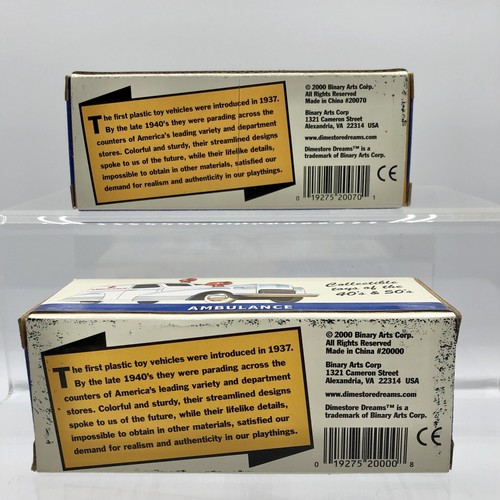 The first plastic toy vehicles were introduced in 1937.
By the late 1940's they were parading across the
counters of America's leading variety and department
stores. Colorful and sturdy, their streamlined designs
spoke to us of the future, while their lifelike details,
impossible to obtain in other materials, satisfied our
demand for realism and authenticity in our playthings.
© 2000 Binary Arts Corp.
All Rights Reserved
Made in China #20070
Binary Arts Corp
1321 Cameron Street
Alexandria, VA 22314 USA
www.dimestoredreams.com
Dimestore Dreams™ is a
trademark of Binary Arts Corp.
CE
0 19275 20070 1
Collectible
toys of the
40's & 50's
AMBULANCE
The first plastic toy vehicles were introduced in 1937.
By the late 1940's they were parading across the
counters of America's leading variety and department
stores. Colorful and sturdy, their streamlined designs
spoke to us of the future, while their lifelike details,
impossible to obtain in other materials, satisfied our
demand for realism and authenticity in our playthings.
© 2000 Binary Arts Corp.
All Rights Reserved
Made in China #20000
Binary Arts Corp
1321 Cameron Street
Alexandria, VA 22314 USA
www.dimestoredreams.com
Dimestore Dreams™ is a
trademark of Binary Arts Corp.
CE
0 19275 20000 8